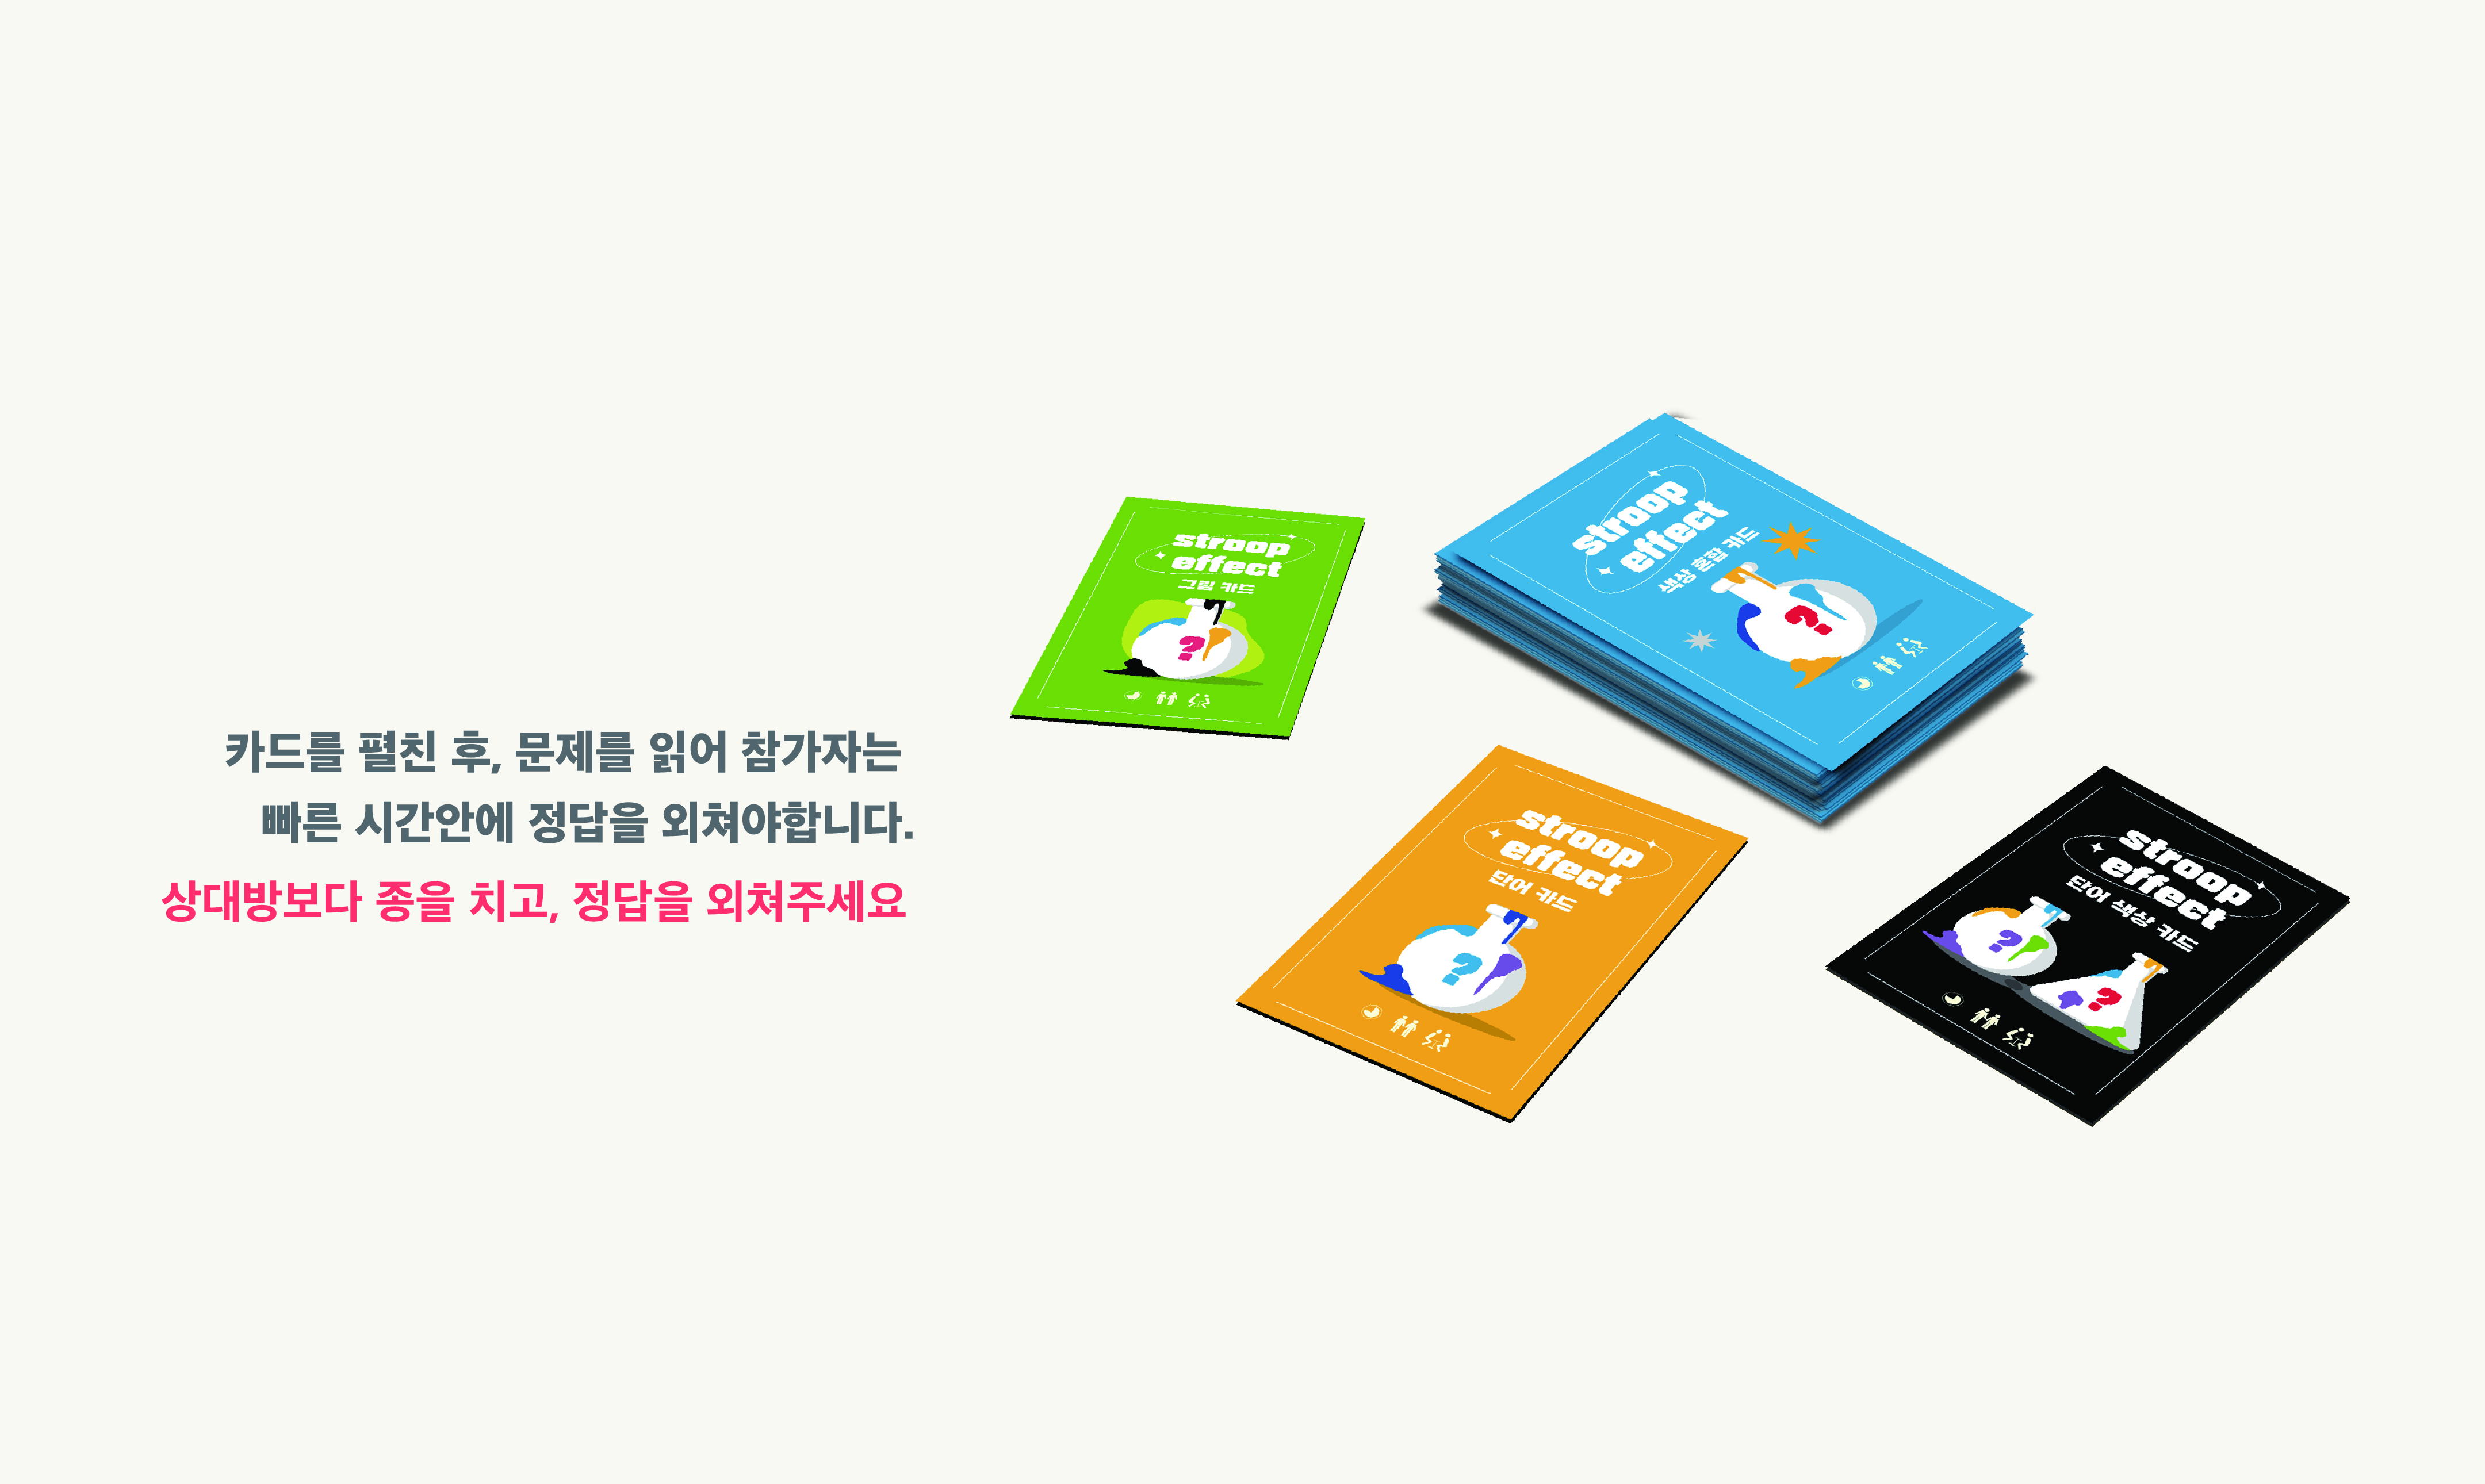 카드를 펼친 후, 문제를 읽어 참가자는
빠른 시간안에 정답을 외쳐야합니다.
상대방보다 종을 치고, 정답을 외쳐주세요
stroop
effect
그림 카드
stroop
effect
색상 혐 카드
stroop
effect
단어 카드
stroop
effect
단어 색상 카드